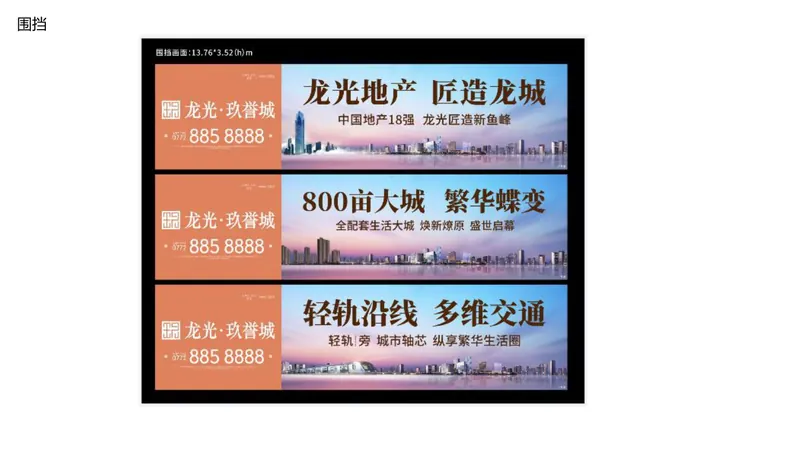 围挡
围挡画面:13.76*3.52(h)m
龙光·玖誉城
885 8888
龙光地产 匠造龙城
中国地产18强 龙光匠造新鱼峰
龙光·玖誉城
885 8888
800亩大城 繁华蝶变
全配套生活大城 焕新燎原 盛世启幕
龙光·玖誉城
885 8888
轻轨沿线 多维交通
轻轨|旁 城市轴芯 纵享繁华生活圈